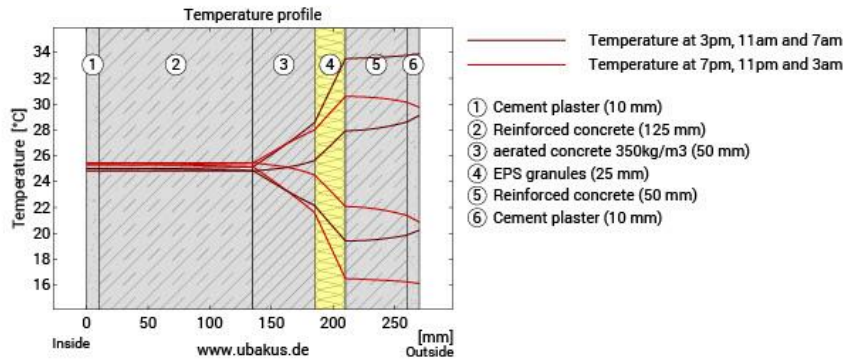 Temperature profile
34
32
30
28
26
24
22
20
18
16
Temperature [°C]
1 2 3 4 5 6
0 50 100 150 200 250
[mm]
Inside www.ubakus.de Outside
Temperature at 3pm, 11am and 7am
Temperature at 7pm, 11pm and 3am
1 Cement plaster (10 mm)
2 Reinforced concrete (125 mm)
3 aerated concrete 350kg/m3 (50 mm)
4 EPS granules (25 mm)
5 Reinforced concrete (50 mm)
6 Cement plaster (10 mm)